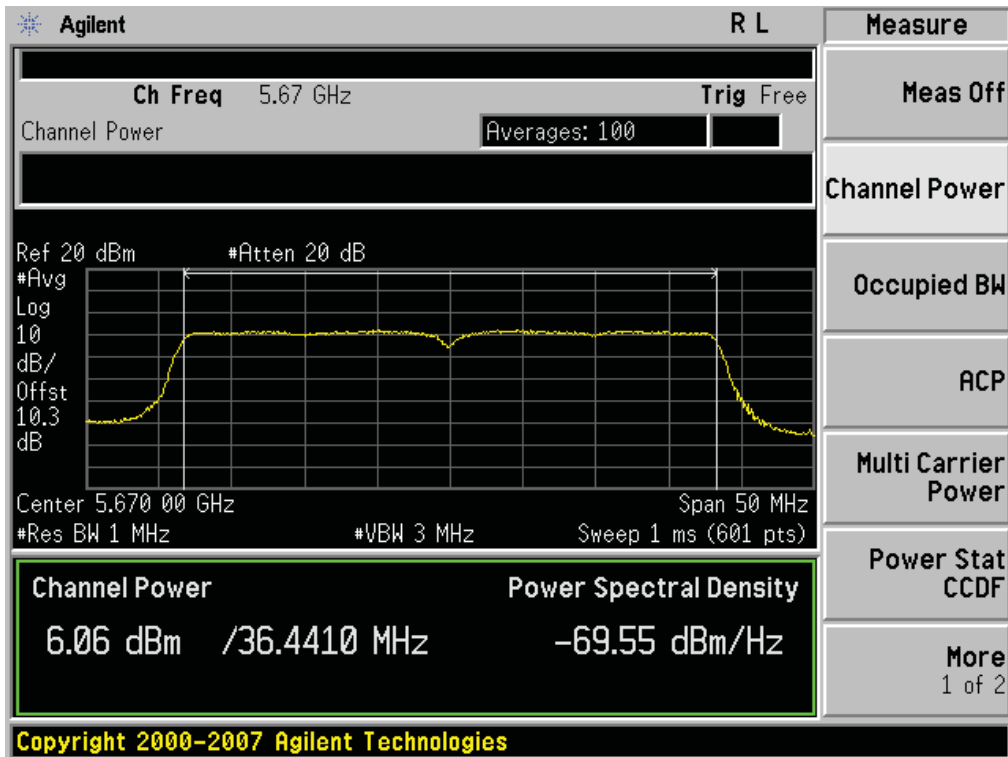 Agilent R L
Ch Freq 5.67 GHz Trig Free
Channel Power Averages: 100
Ref 20 dBm #Atten 20 dB
#Avg
Log
10
dB/
Offst
10.3
dB
Center 5.670 00 GHz Span 50 MHz
#Res BW 1 MHz #VBW 3 MHz Sweep 1 ms (601 pts)
Channel Power Power Spectral Density
6.06 dBm /36.4410 MHz -69.55 dBm/Hz
Measure
Meas Off
Channel Power
Occupied BW
ACP
Multi Carrier
Power
Power Stat
CCDF
More
1 of 2
Copyright 2000-2007 Agilent Technologies